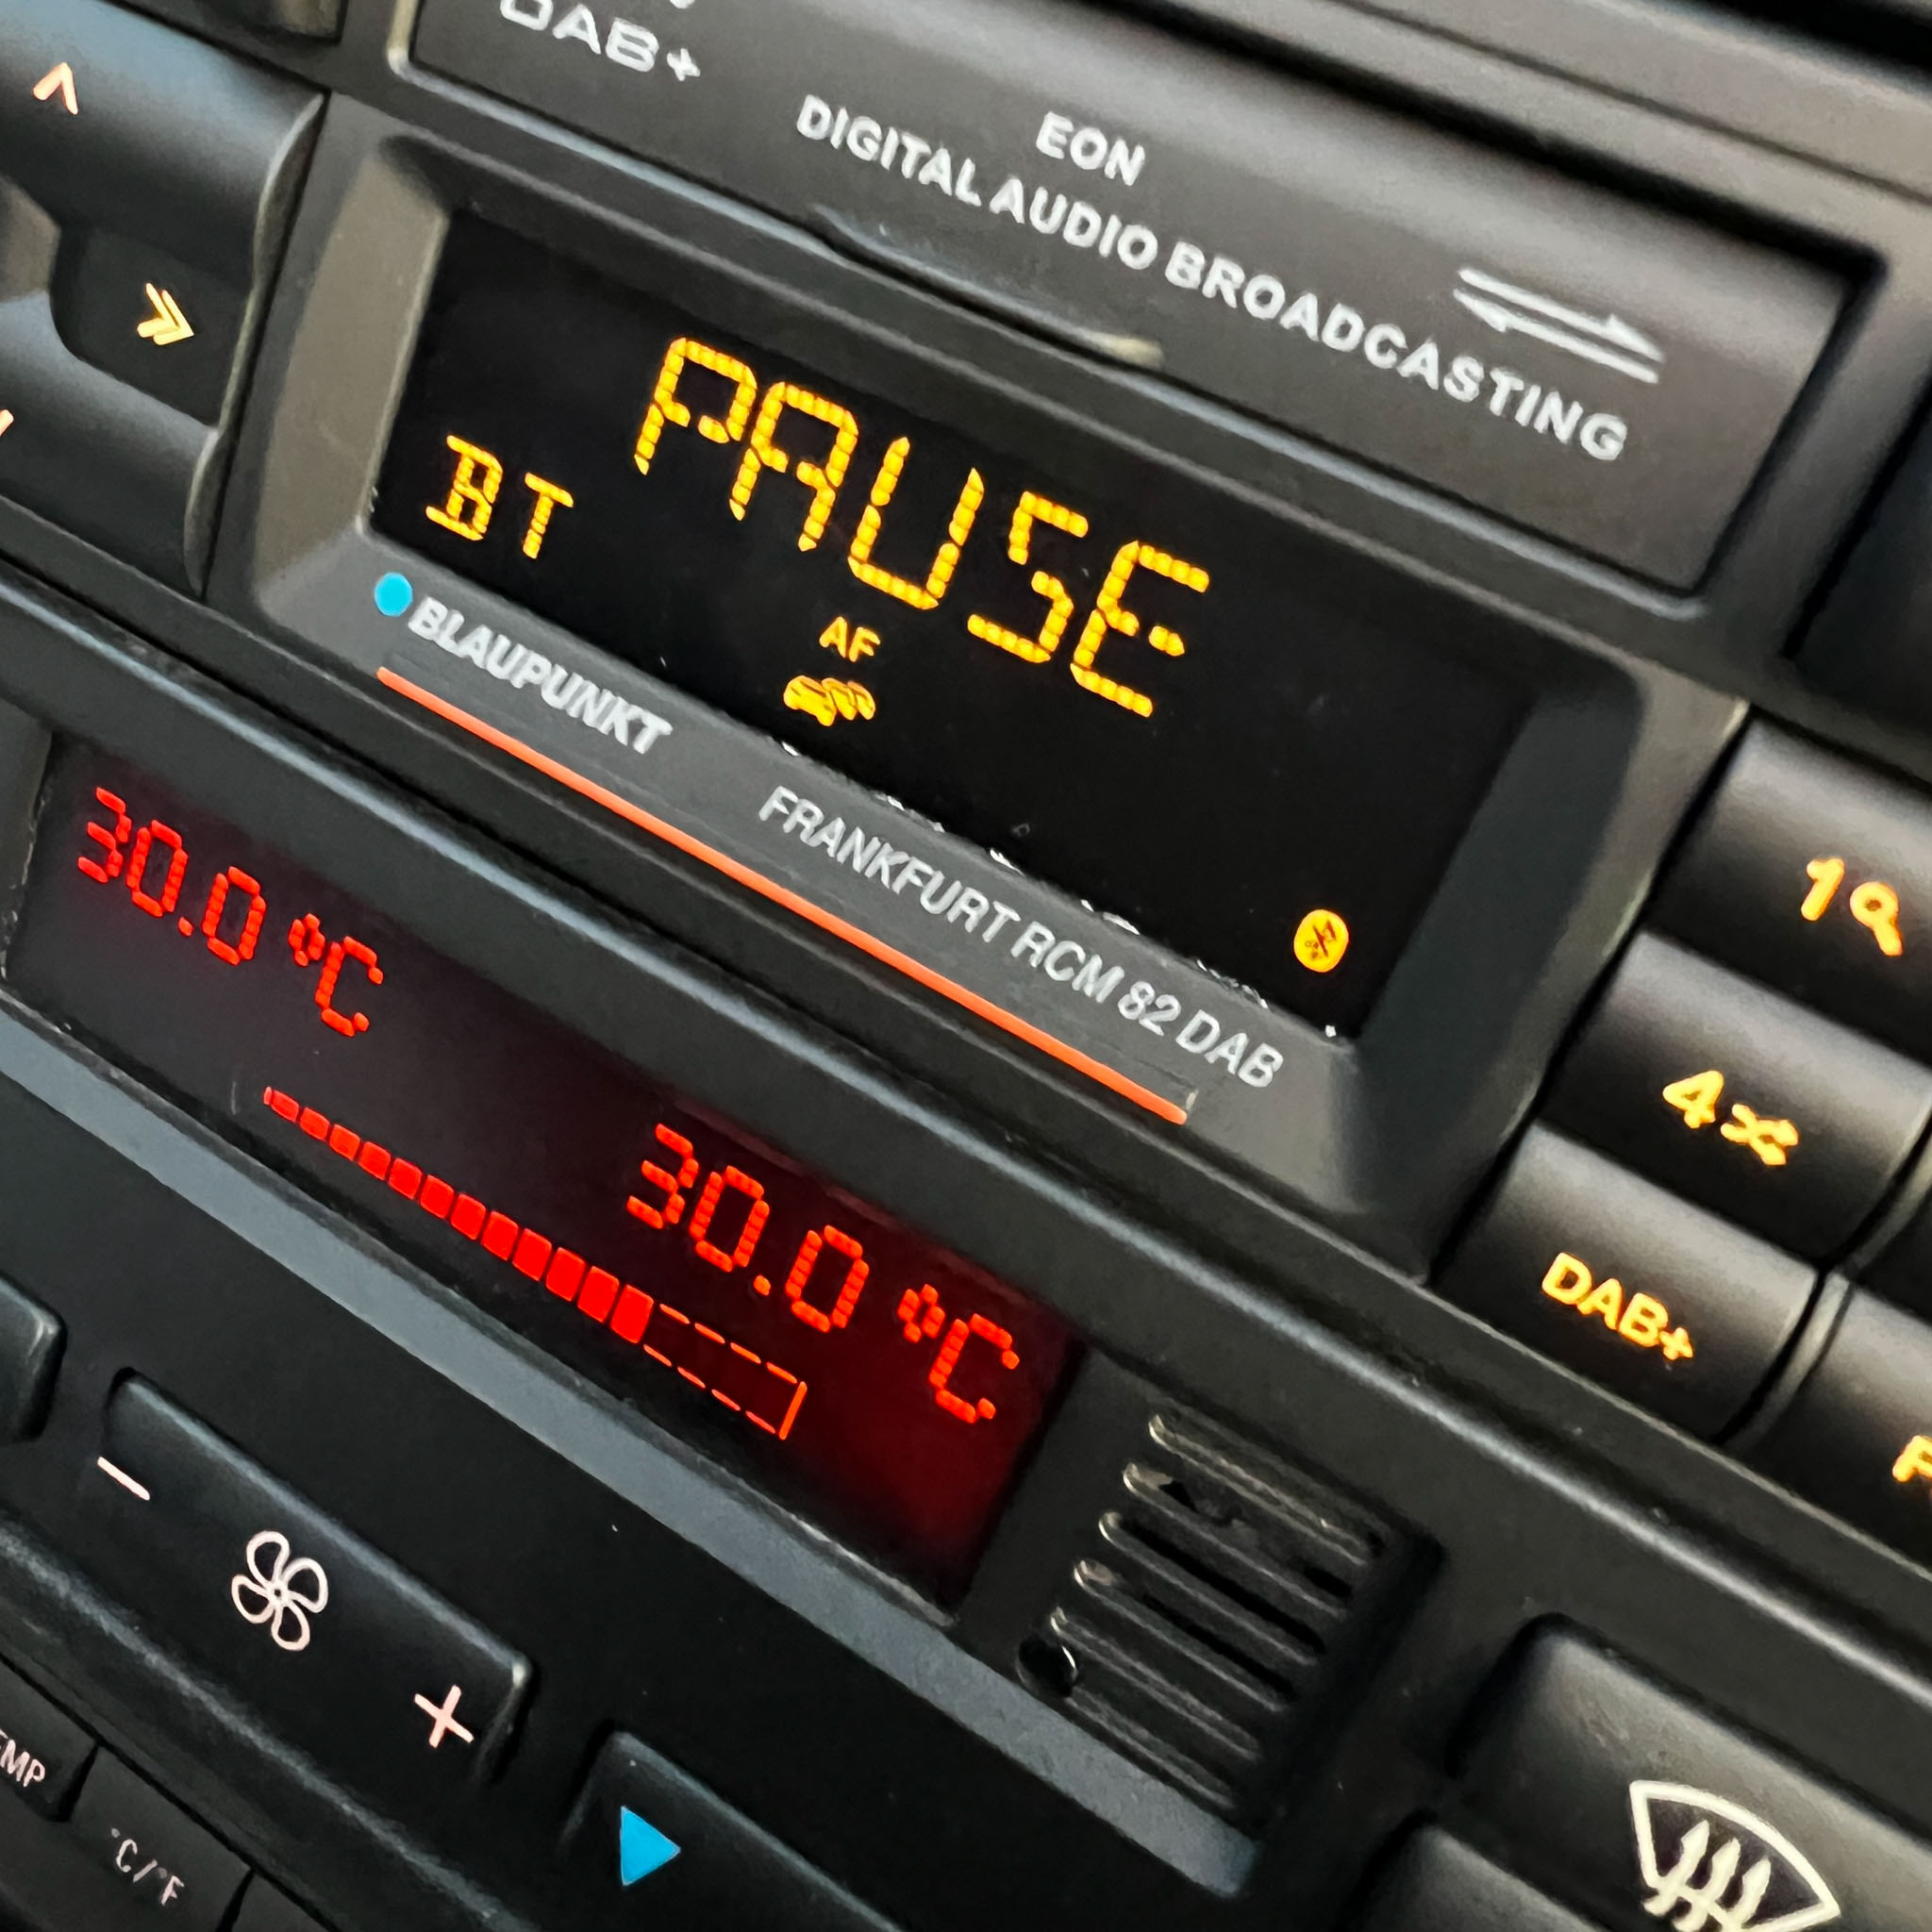 DAB+
EON
DIGITAL AUDIO BROADCASTING
PAUSE
BT
AF
BLAUPUNKT
FRANKFURT RCM 82 DAB
1
4
DAB+
30.0 °C
30.0 °C
°C/°F